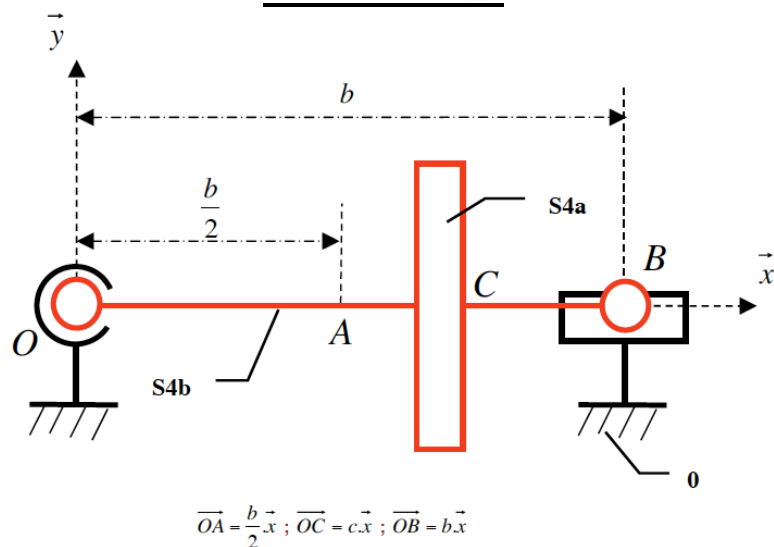 y⃗
b
b/2
S4a
B
x⃗
C
O
A
S4b
0
OA⃗ = b/2.x⃗ ; OC⃗ = c.x⃗ ; OB⃗ = b.x⃗